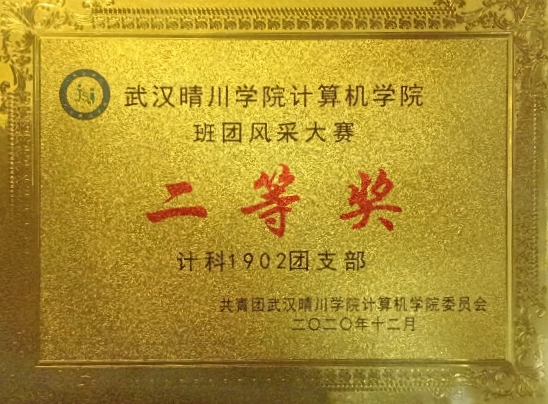 武汉晴川学院计算机学院
班团风采大赛
二等奖
计科1902团支部
共青团武汉晴川学院计算机学院委员会
二〇二〇年十二月